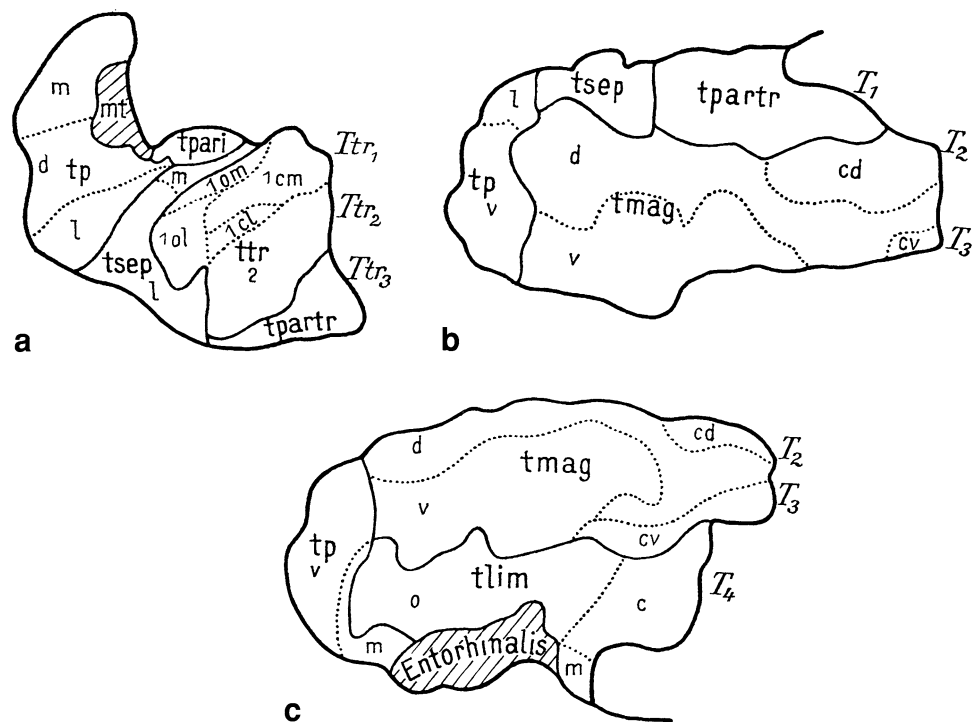 m
mt
tpari
Ttr1
d
tp
m
1om
1cm
l
1ol
1cl
Ttr2
tsep
l
ttr
2
Ttr3
tpartr
a
l
tsep
tpartr
T1
T2
d
cd
tp
v
tmag
v
cv
T3
b
d
cd
T2
tmag
v
T3
cv
tp
v
tlim
o
c
T4
m
Entorhinalis
m
c